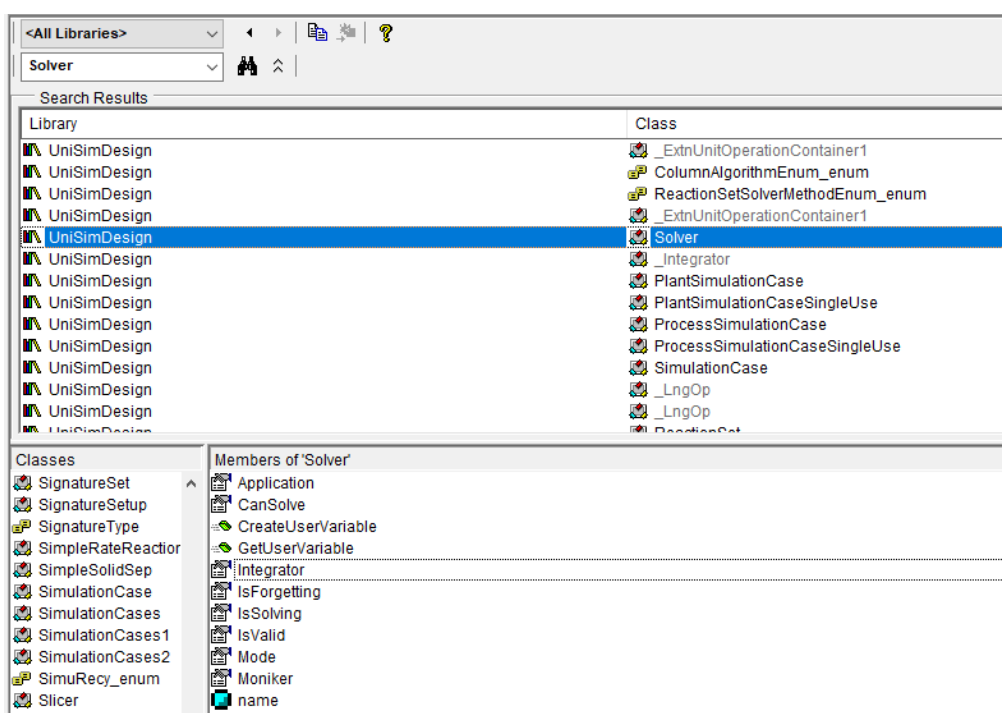 <All Libraries>
Solver
Search Results
Library Class
UniSimDesign _ExtnUnitOperationContainer1
UniSimDesign ColumnAlgorithmEnum_enum
UniSimDesign ReactionSetSolverMethodEnum_enum
UniSimDesign _ExtnUnitOperationContainer1
UniSimDesign Solver
UniSimDesign _Integrator
UniSimDesign PlantSimulationCase
UniSimDesign PlantSimulationCaseSingleUse
UniSimDesign ProcessSimulationCase
UniSimDesign ProcessSimulationCaseSingleUse
UniSimDesign SimulationCase
UniSimDesign _LngOp
UniSimDesign _LngOp
UniSimDesign ReactionSet
Classes
SignatureSet
SignatureSetup
SignatureType
SimpleRateReaction
SimpleSolidSep
SimulationCase
SimulationCases
SimulationCases1
SimulationCases2
SimuRecy_enum
Slicer
Members of 'Solver'
Application
CanSolve
CreateUserVariable
GetUserVariable
Integrator
IsForgetting
IsSolving
IsValid
Mode
Moniker
name